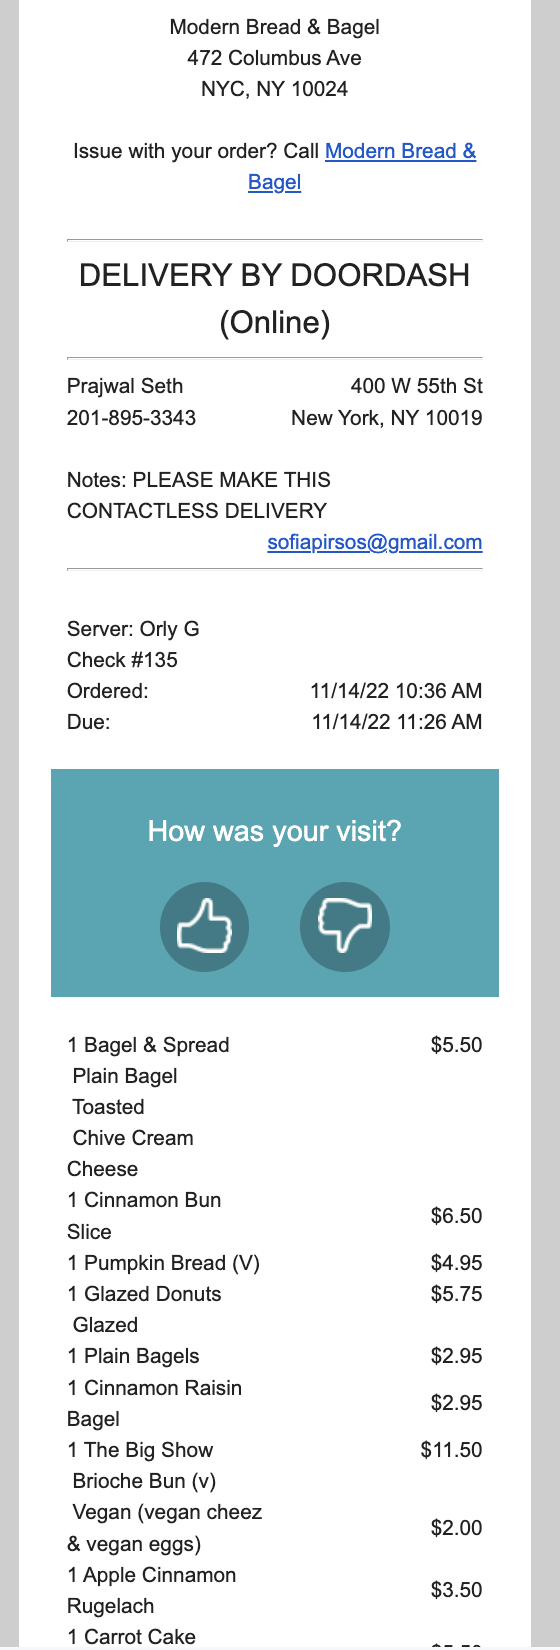 Modern Bread & Bagel
472 Columbus Ave
NYC, NY 10024
Issue with your order? Call Modern Bread &
Bagel
DELIVERY BY DOORDASH
(Online)
Prajwal Seth 400 W 55th St
201-895-3343 New York, NY 10019
Notes: PLEASE MAKE THIS
CONTACTLESS DELIVERY
sofiapirsos@gmail.com
Server: Orly G
Check #135
Ordered: 11/14/22 10:36 AM
Due: 11/14/22 11:26 AM
How was your visit?
1 Bagel & Spread $5.50
Plain Bagel
Toasted
Chive Cream
Cheese
1 Cinnamon Bun
Slice $6.50
1 Pumpkin Bread (V) $4.95
1 Glazed Donuts $5.75
Glazed
1 Plain Bagels $2.95
1 Cinnamon Raisin
Bagel $2.95
1 The Big Show $11.50
Brioche Bun (v)
Vegan (vegan cheez
& vegan eggs) $2.00
1 Apple Cinnamon
Rugelach $3.50
1 Carrot Cake